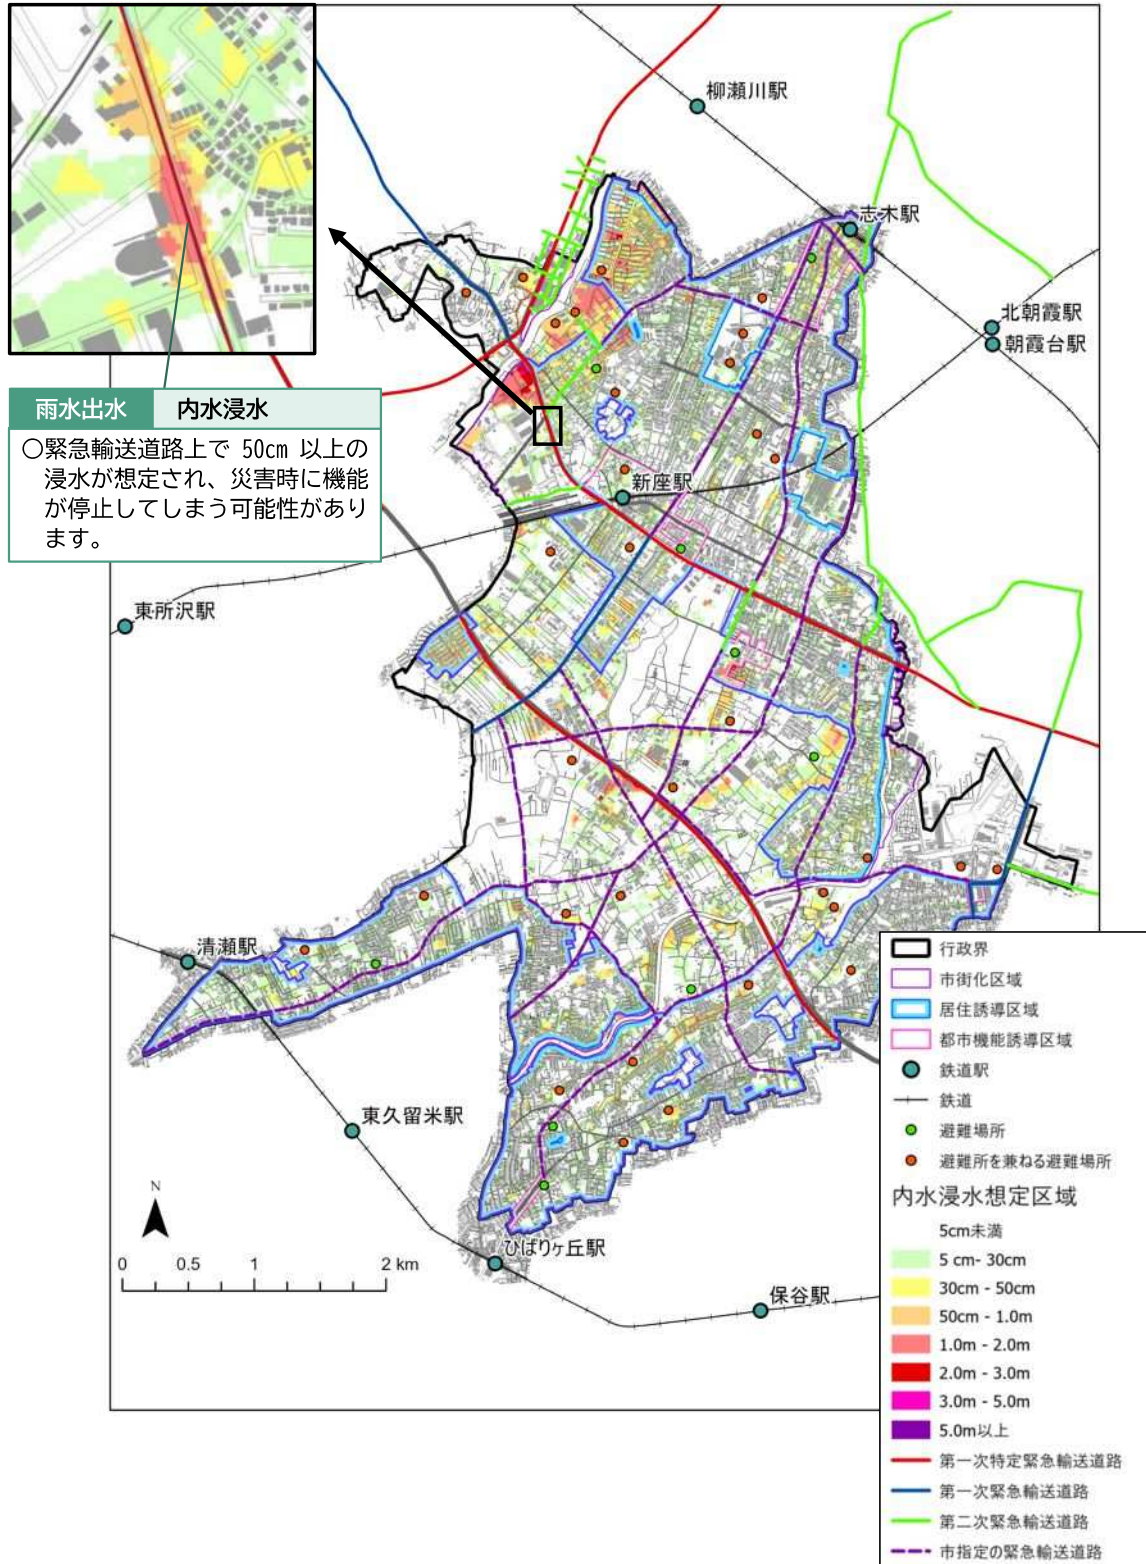 柳瀬川駅
志木駅
北朝霞駅
朝霞台駅
雨水出水 内水浸水
○緊急輸送道路上で 50cm 以上の
浸水が想定され、災害時に機能
が停止してしまう可能性があり
ます。
新座駅
東所沢駅
清瀬駅
東久留米駅
ひばりヶ丘駅
保谷駅
N
0 0.5 1 2 km
行政界
市街化区域
居住誘導区域
都市機能誘導区域
鉄道駅
鉄道
避難場所
避難所を兼ねる避難場所
内水浸水想定区域
5cm未満
5 cm- 30cm
30cm - 50cm
50cm - 1.0m
1.0m - 2.0m
2.0m - 3.0m
3.0m - 5.0m
5.0m以上
第一次特定緊急輸送道路
第一次緊急輸送道路
第二次緊急輸送道路
市指定の緊急輸送道路